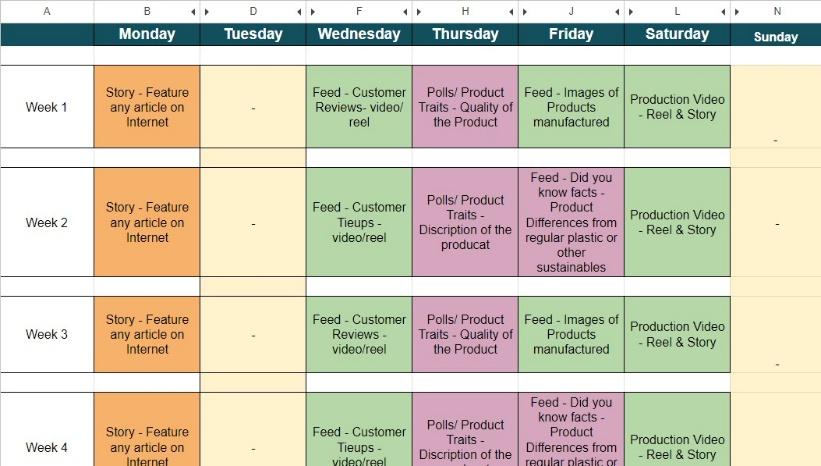 A B D F H J L N
Monday Tuesday Wednesday Thursday Friday Saturday Sunday
Week 1
Story - Feature
any article on
Internet
-
Feed - Customer
Reviews- video/
reel
Polls/ Product
Traits - Quality of
the Product
Feed - Images of
Products
manufactured
Production Video
- Reel & Story
-
Week 2
Story - Feature
any article on
Internet
-
Feed - Customer
Tieups -
video/reel
Polls/ Product
Traits -
Discription of the
producat
Feed - Did you
know facts -
Product
Differences from
regular plastic or
other
sustainables
Production Video
- Reel & Story
-
Week 3
Story - Feature
any article on
Internet
-
Feed - Customer
Reviews -
video/reel
Polls/ Product
Traits - Quality of
the Product
Feed - Images of
Products
manufactured
Production Video
- Reel & Story
-
Week 4
Story - Feature
any article on
Internet
-
Feed - Customer
Tieups -
video/reel
Polls/ Product
Traits -
Discription of the
Feed - Did you
know facts -
Product
Differences from
regular plastic or
Production Video
- Reel & Story